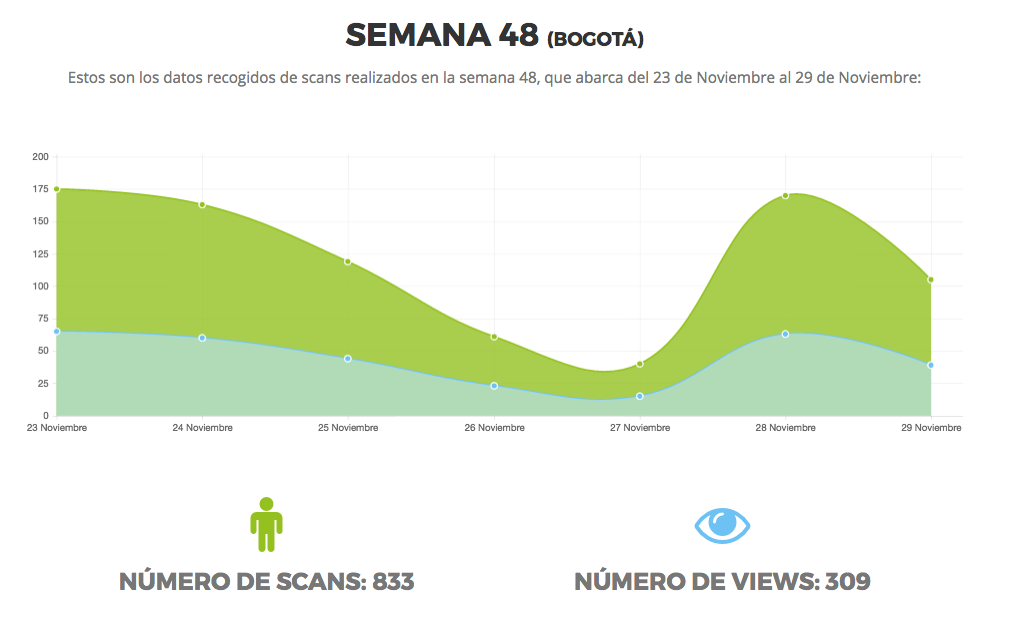 SEMANA 48 (BOGOTÁ)
Estos son los datos recogidos de scans realizados en la semana 48, que abarca del 23 de Noviembre al 29 de Noviembre:
200
175
150
125
100
75
50
25
0
23 Noviembre 24 Noviembre 25 Noviembre 26 Noviembre 27 Noviembre 28 Noviembre 29 Noviembre
NÚMERO DE SCANS: 833 NÚMERO DE VIEWS: 309